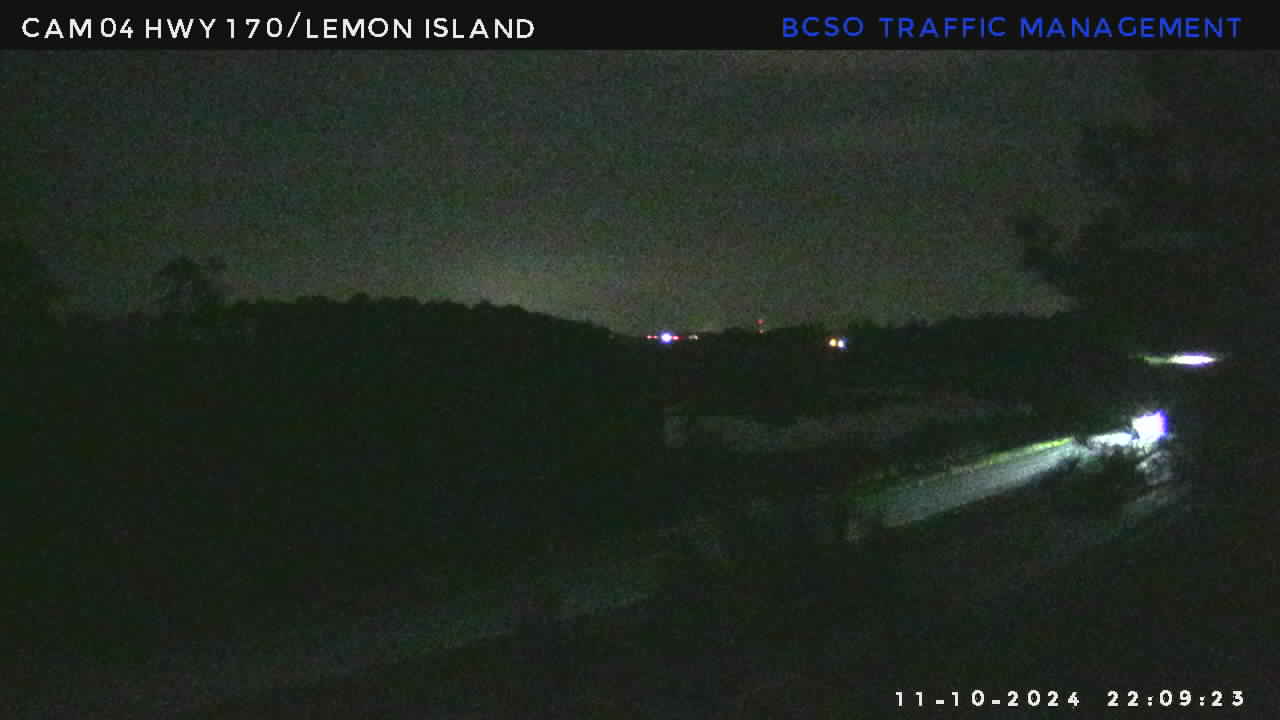 CAM04 HWY 170/LEMON ISLAND
BCSO TRAFFIC MANAGEMENT
11-10-2024 22:09:23